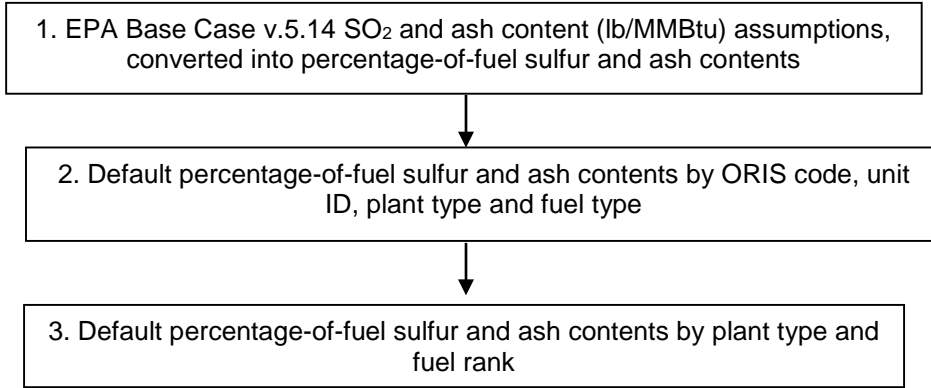 1. EPA Base Case v.5.14 SO₂ and ash content (lb/MMBtu) assumptions,
converted into percentage-of-fuel sulfur and ash contents
2. Default percentage-of-fuel sulfur and ash contents by ORIS code, unit
ID, plant type and fuel type
3. Default percentage-of-fuel sulfur and ash contents by plant type and
fuel rank